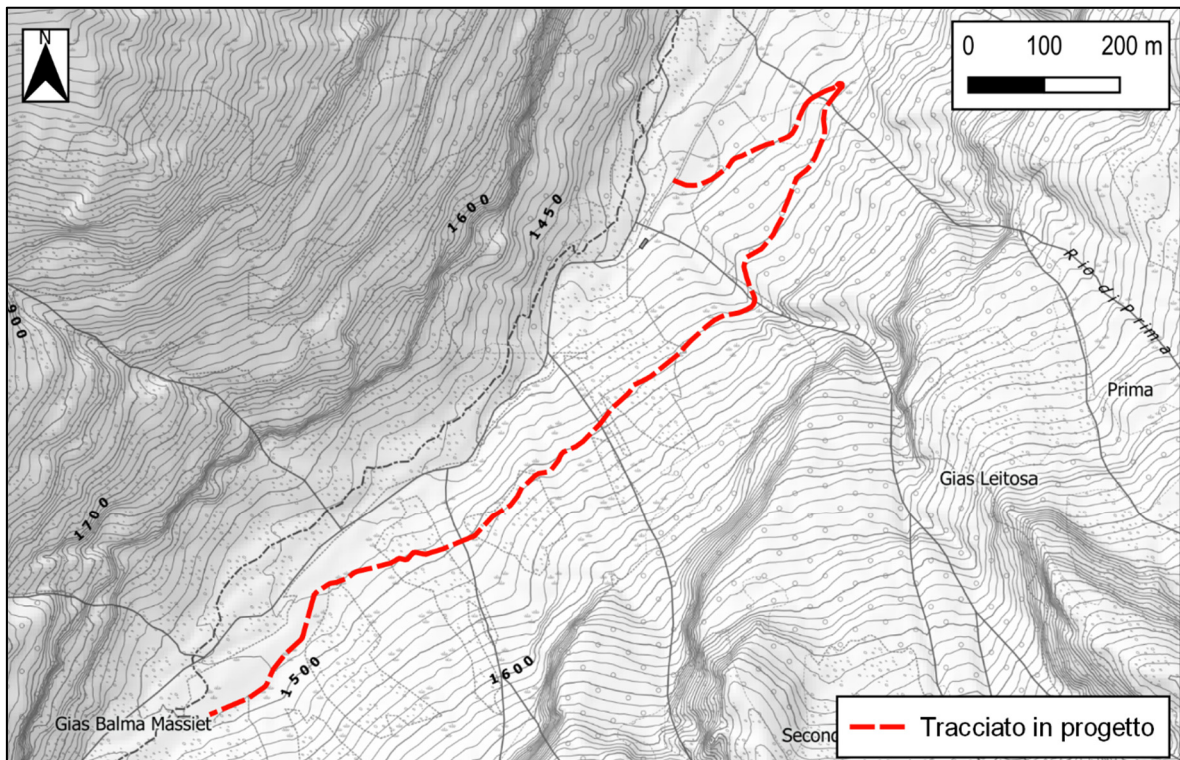 N
0 100 200 m
1600
1450
900
Rio di Prima
Prima
Gias Leitosa
1700
1500
1600
Gias Balma Massiet
Second
Tracciato in progetto